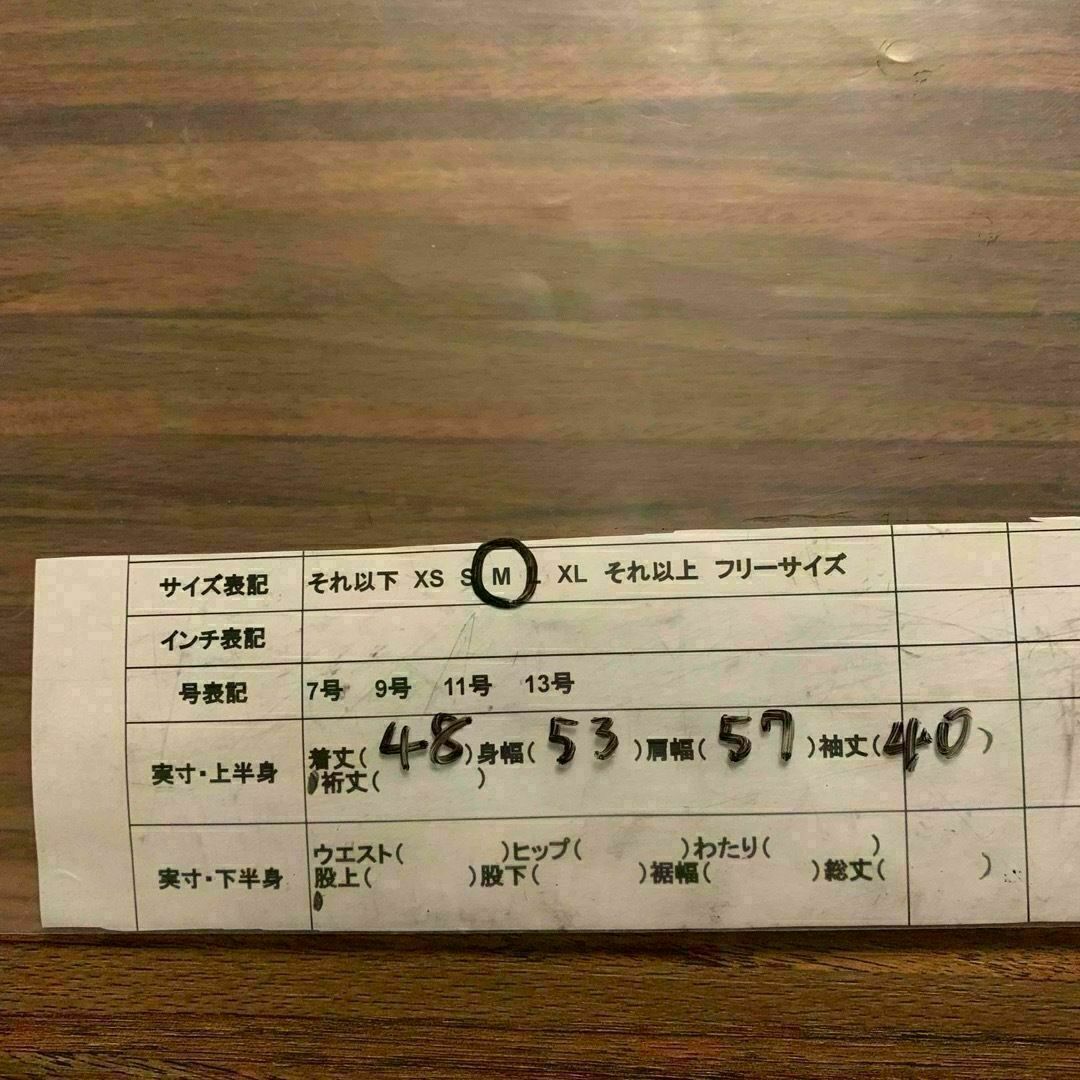 サイズ表記 それ以下 XS S M L XL それ以上 フリーサイズ
インチ表記
号表記 7号 9号 11号 13号
実寸・上半身 着丈( 48 )身幅( 53 )肩幅( 57 )袖丈( 40 )
裄丈( )
実寸・下半身 ウエスト( )ヒップ( )わたり( )
股上( )股下( )裾幅( )総丈( )